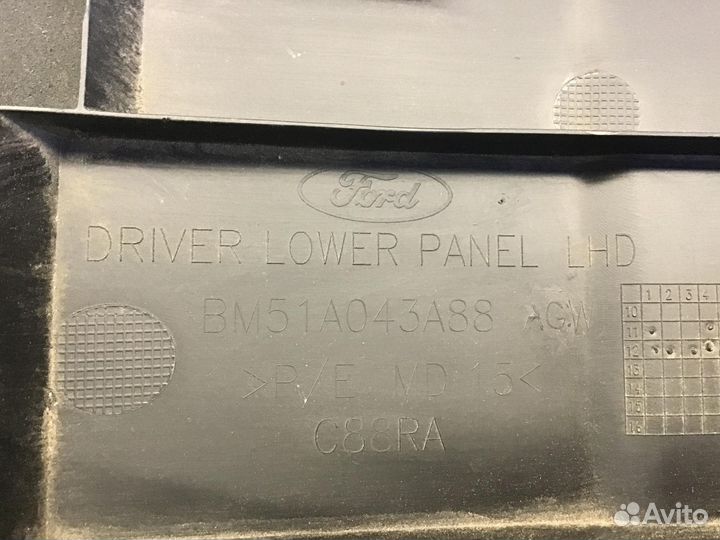 Ford
DRIVER LOWER PANEL LHD
BM51A043A88 AGW
>P/E MD 15<
C88RA
1 2 3 4
10
11
12
13
14
15
16
Avito